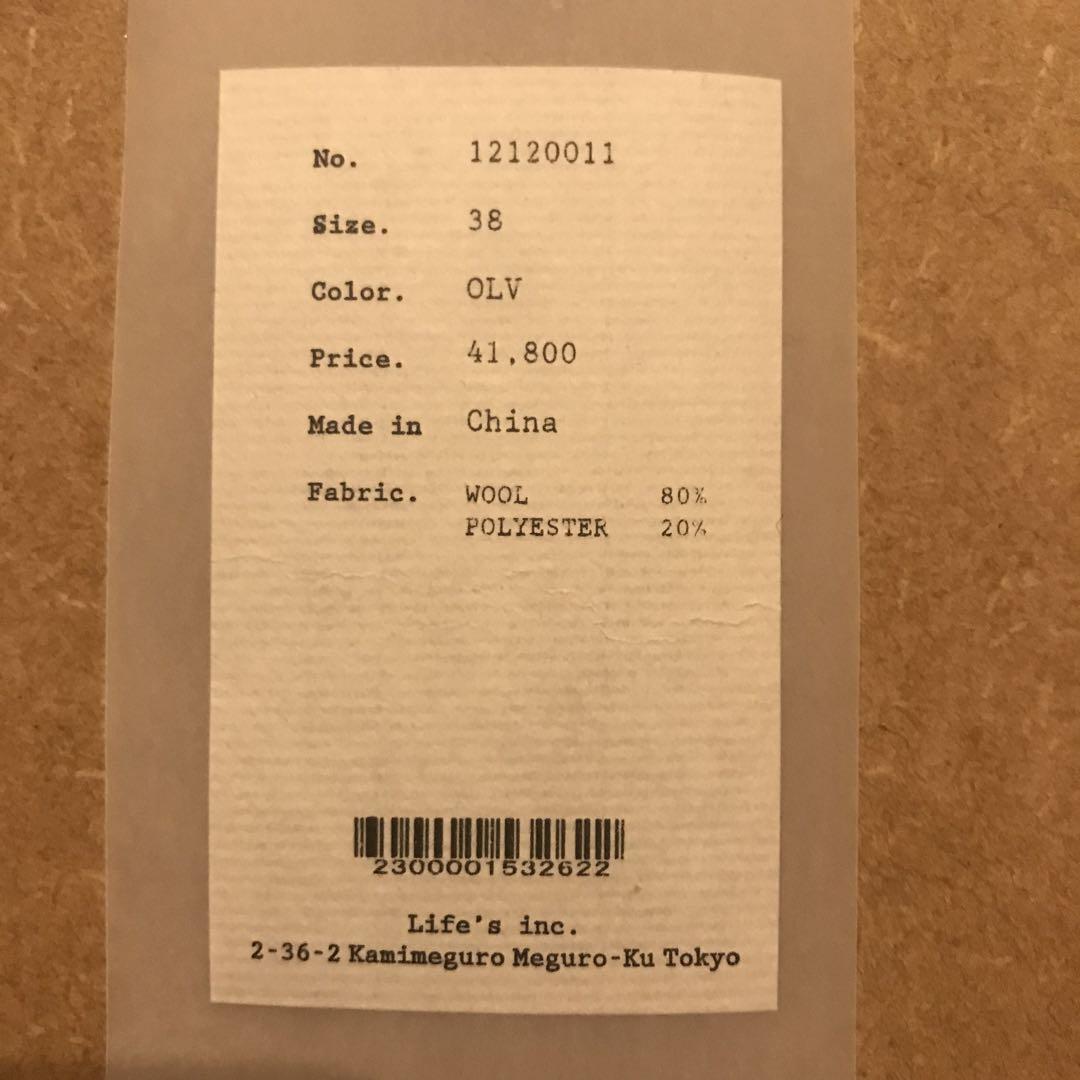 No. 12120011
Size. 38
Color. OLV
Price. 41,800
Made in China
Fabric. WOOL 80%
POLYESTER 20%
2300001532622
Life's inc.
2-36-2 Kamimeguro Meguro-Ku Tokyo